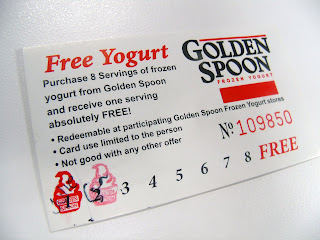 Free Yogurt
Purchase 8 Servings of frozen
yogurt from Golden Spoon
and receive one serving
absolutely FREE!
• Redeemable at participating Golden Spoon Frozen Yogurt stores
• Card use limited to the person
• Not good with any other offer
GOLDEN
SPOON
FROZEN YOGURT
No 109850
3 4 5 6 7 8 FREE